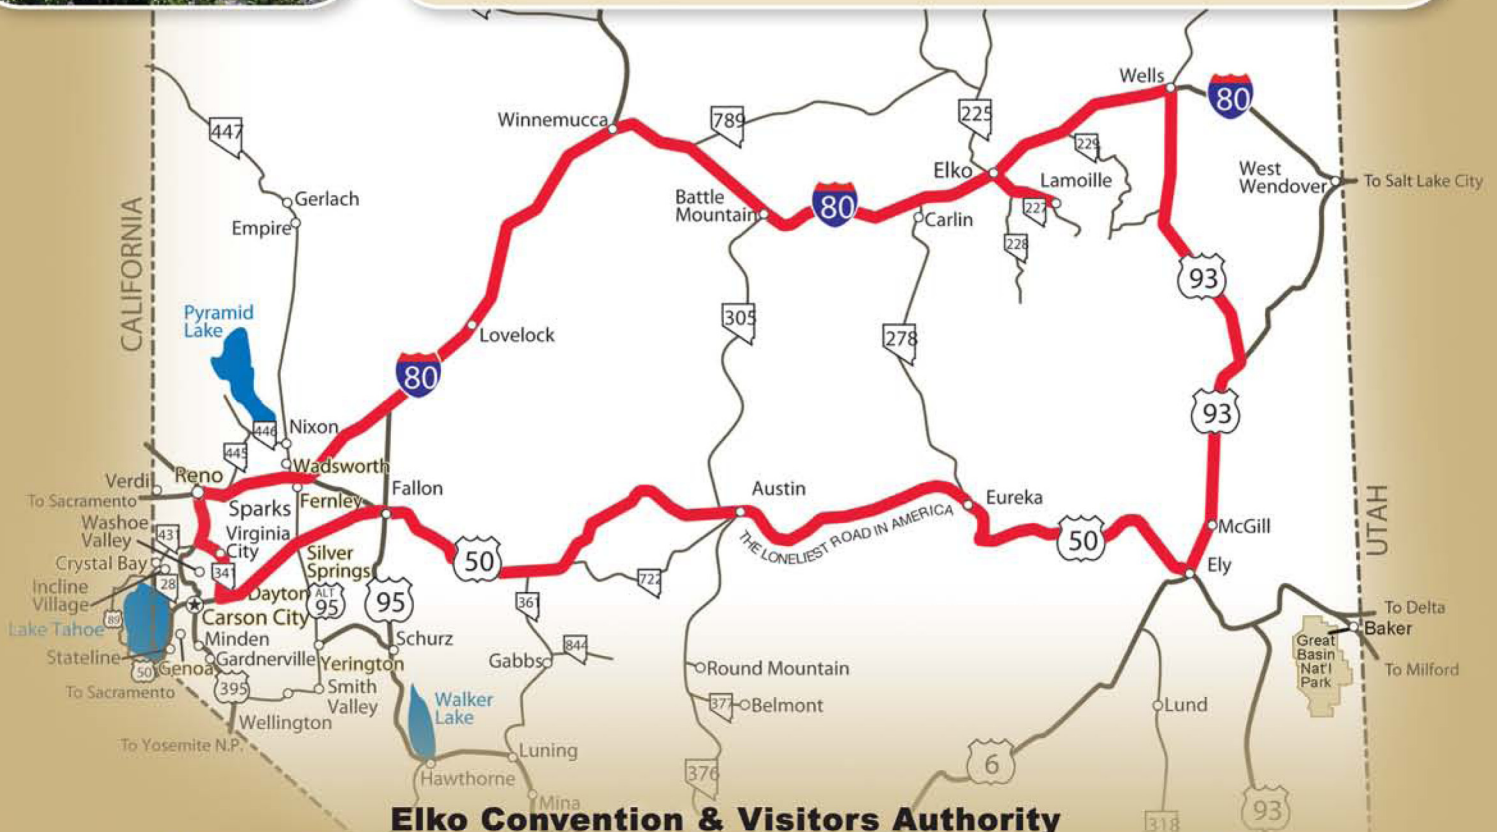 Wells
80
Winnemucca
789
225
447
229
Elko
Lamoille
West
Wendover
To Salt Lake City
Gerlach
Battle
Mountain
80
Carlin
227
Empire
228
CALIFORNIA
93
Pyramid
Lake
305
Lovelock
278
80
93
Nixon
446
445
Wadsworth
Reno
Verdi
To Sacramento
Fernley
Fallon
Austin
Eureka
Sparks
THE LONELIEST ROAD IN AMERICA
UTAH
Washoe
Valley
431
Virginia
City
50
50
McGill
Crystal Bay
Silver
Springs
Ely
341
28
722
Incline
Village
Dayton
ALT
95
95
361
To Delta
89
Carson City
Baker
Lake Tahoe
Minden
Schurz
844
Great
Basin
Nat'l
Park
Stateline
Gardnerville
Yerington
Gabbs
Round Mountain
To Milford
50
Genoa
395
Smith
Valley
To Sacramento
Walker
Lake
377
Belmont
Lund
Wellington
To Yosemite N.P.
Luning
6
376
Hawthorne
Mina
318
93
Elko Convention & Visitors Authority